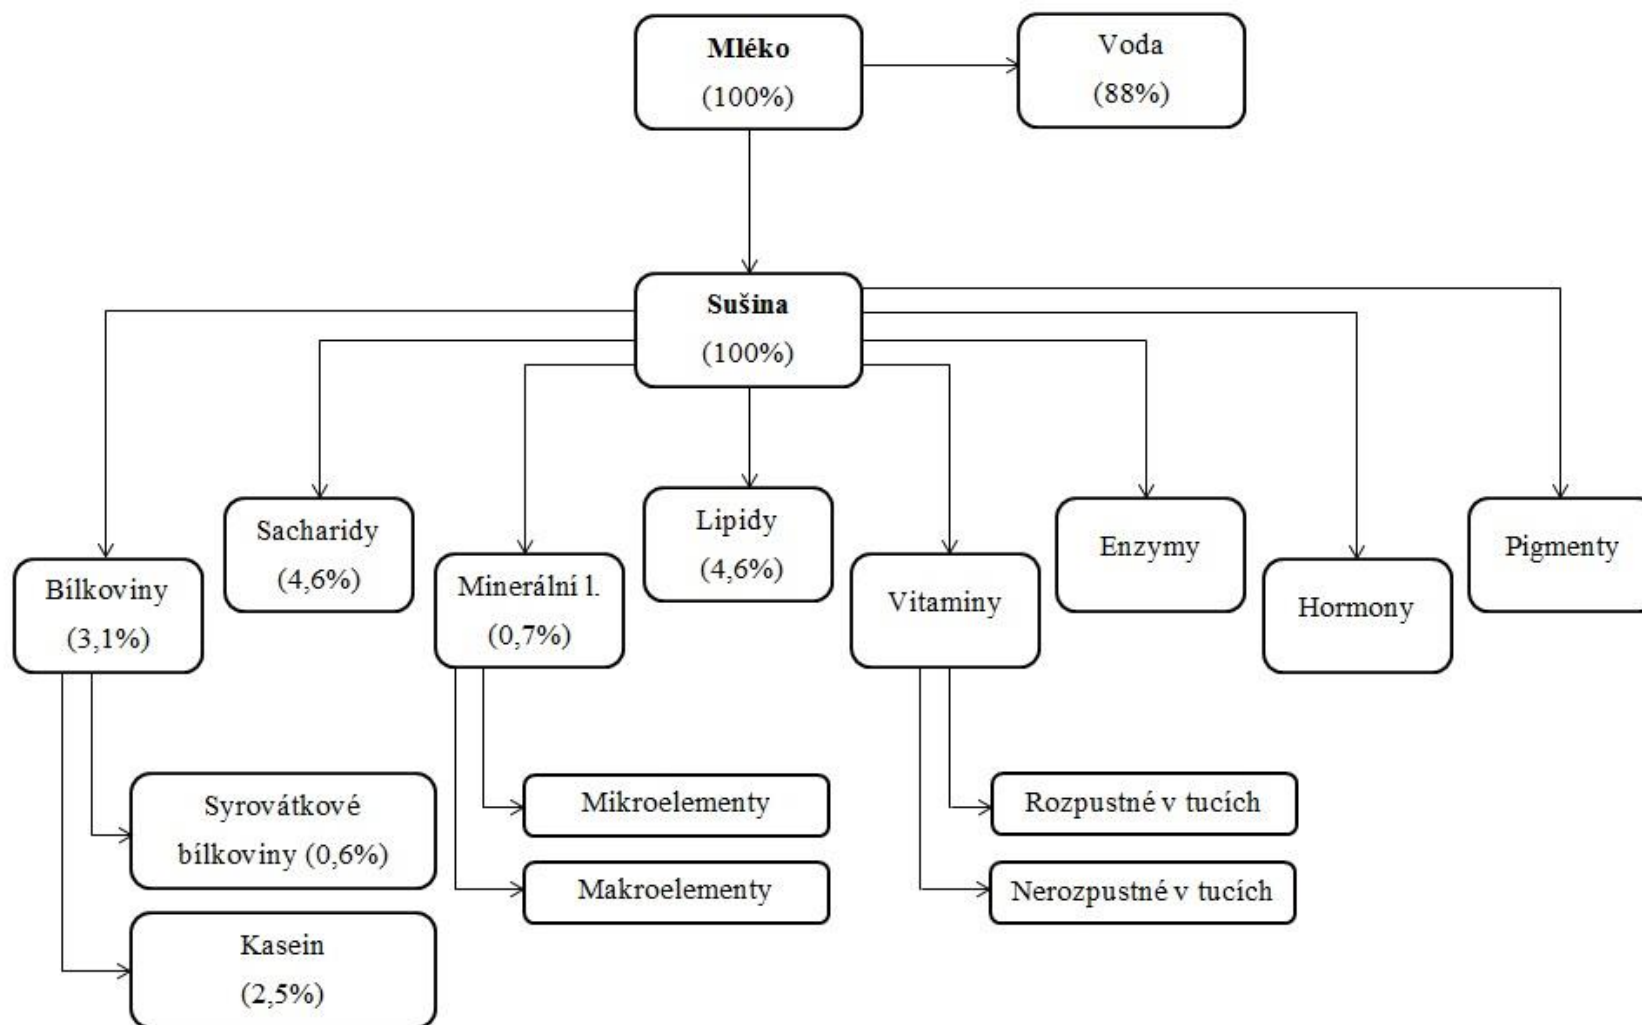 Mléko
(100%)
Voda
(88%)
Sušina
(100%)
Bílkoviny
(3,1%)
Sacharidy
(4,6%)
Minerální l.
(0,7%)
Lipidy
(4,6%)
Vitaminy
Enzymy
Hormony
Pigmenty
Syrovátkové
bílkoviny (0,6%)
Kasein
(2,5%)
Mikroelementy
Makroelementy
Rozpustné v tucích
Nerozpustné v tucích